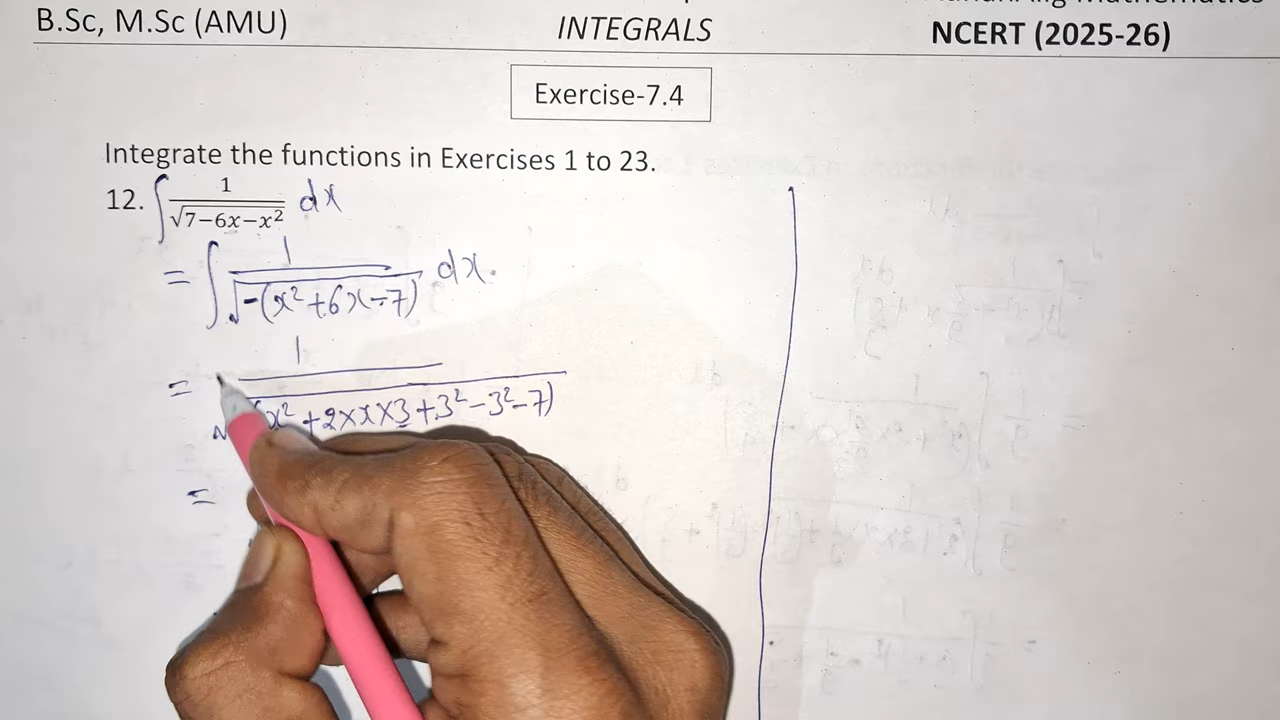 B.Sc, M.Sc (AMU) INTEGRALS NCERT (2025-26)
Exercise-7.4
Integrate the functions in Exercises 1 to 23.
12. ∫ 1/√(7−6x−x²) dx
= ∫ 1/√(-(x²+6x-7)) dx.
= 1/√(x²+2×x×3+3²-3²-7)
=